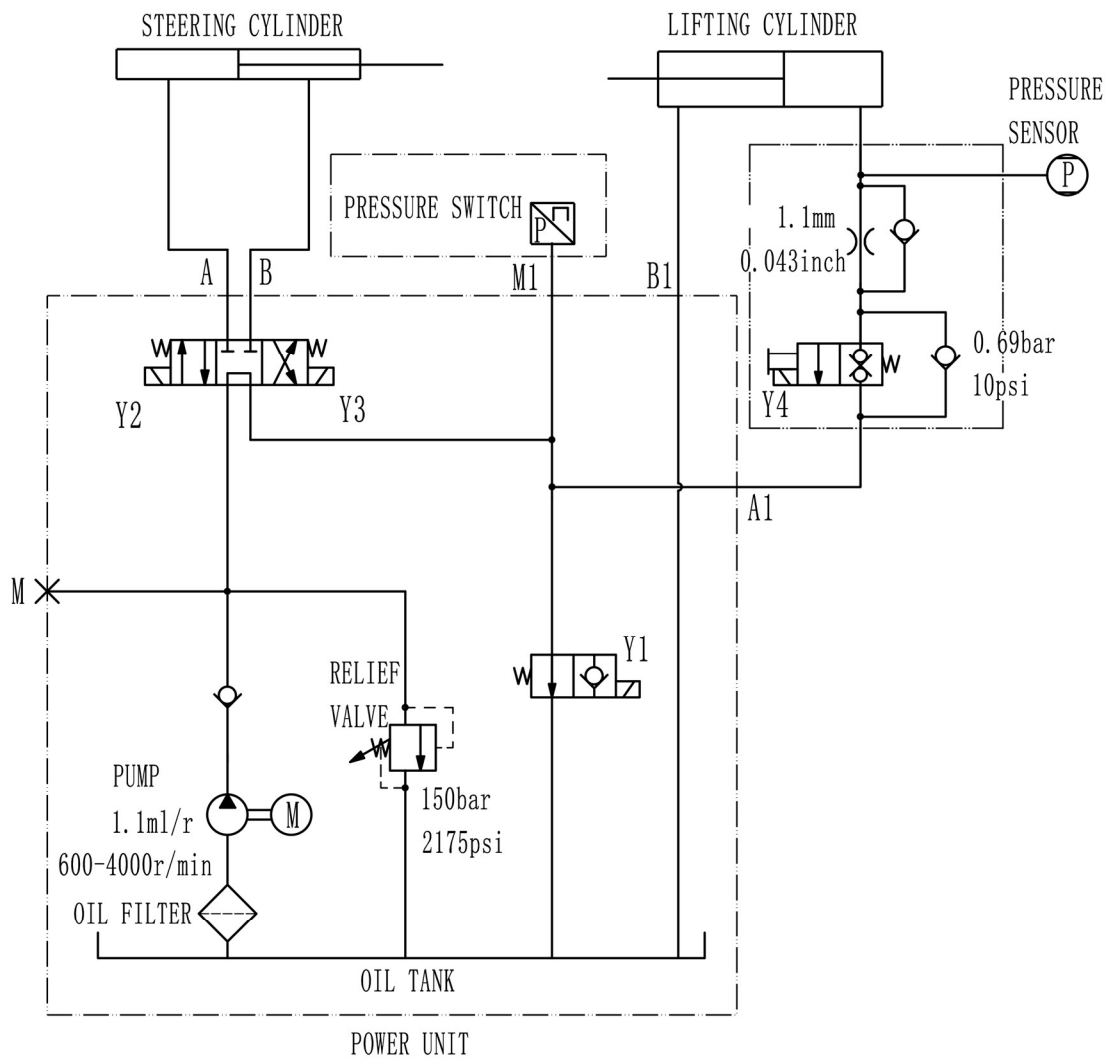 STEERING CYLINDER
LIFTING CYLINDER
PRESSURE
SENSOR
P
PRESSURE SWITCH
P
1.1mm
0.043inch
A
B
M1
B1
0.69bar
10psi
Y2
Y3
Y4
A1
M
Y1
RELIEF
VALVE
PUMP
1.1ml/r
600-4000r/min
M
150bar
2175psi
OIL FILTER
OIL TANK
POWER UNIT